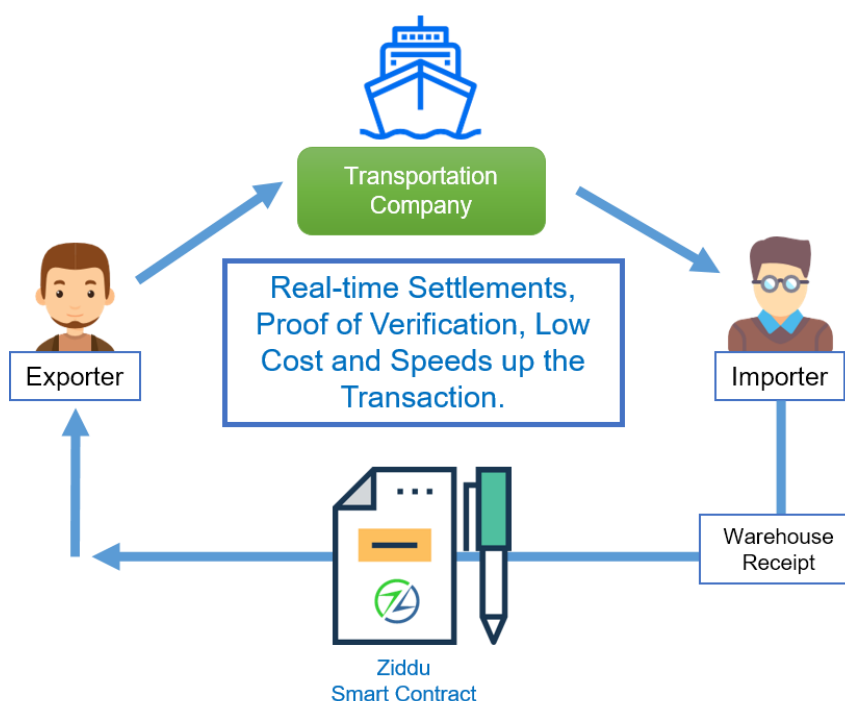 Transportation
Company
Real-time Settlements,
Proof of Verification, Low
Cost and Speeds up the
Transaction.
Exporter
Importer
Warehouse
Receipt
Ziddu
Smart Contract